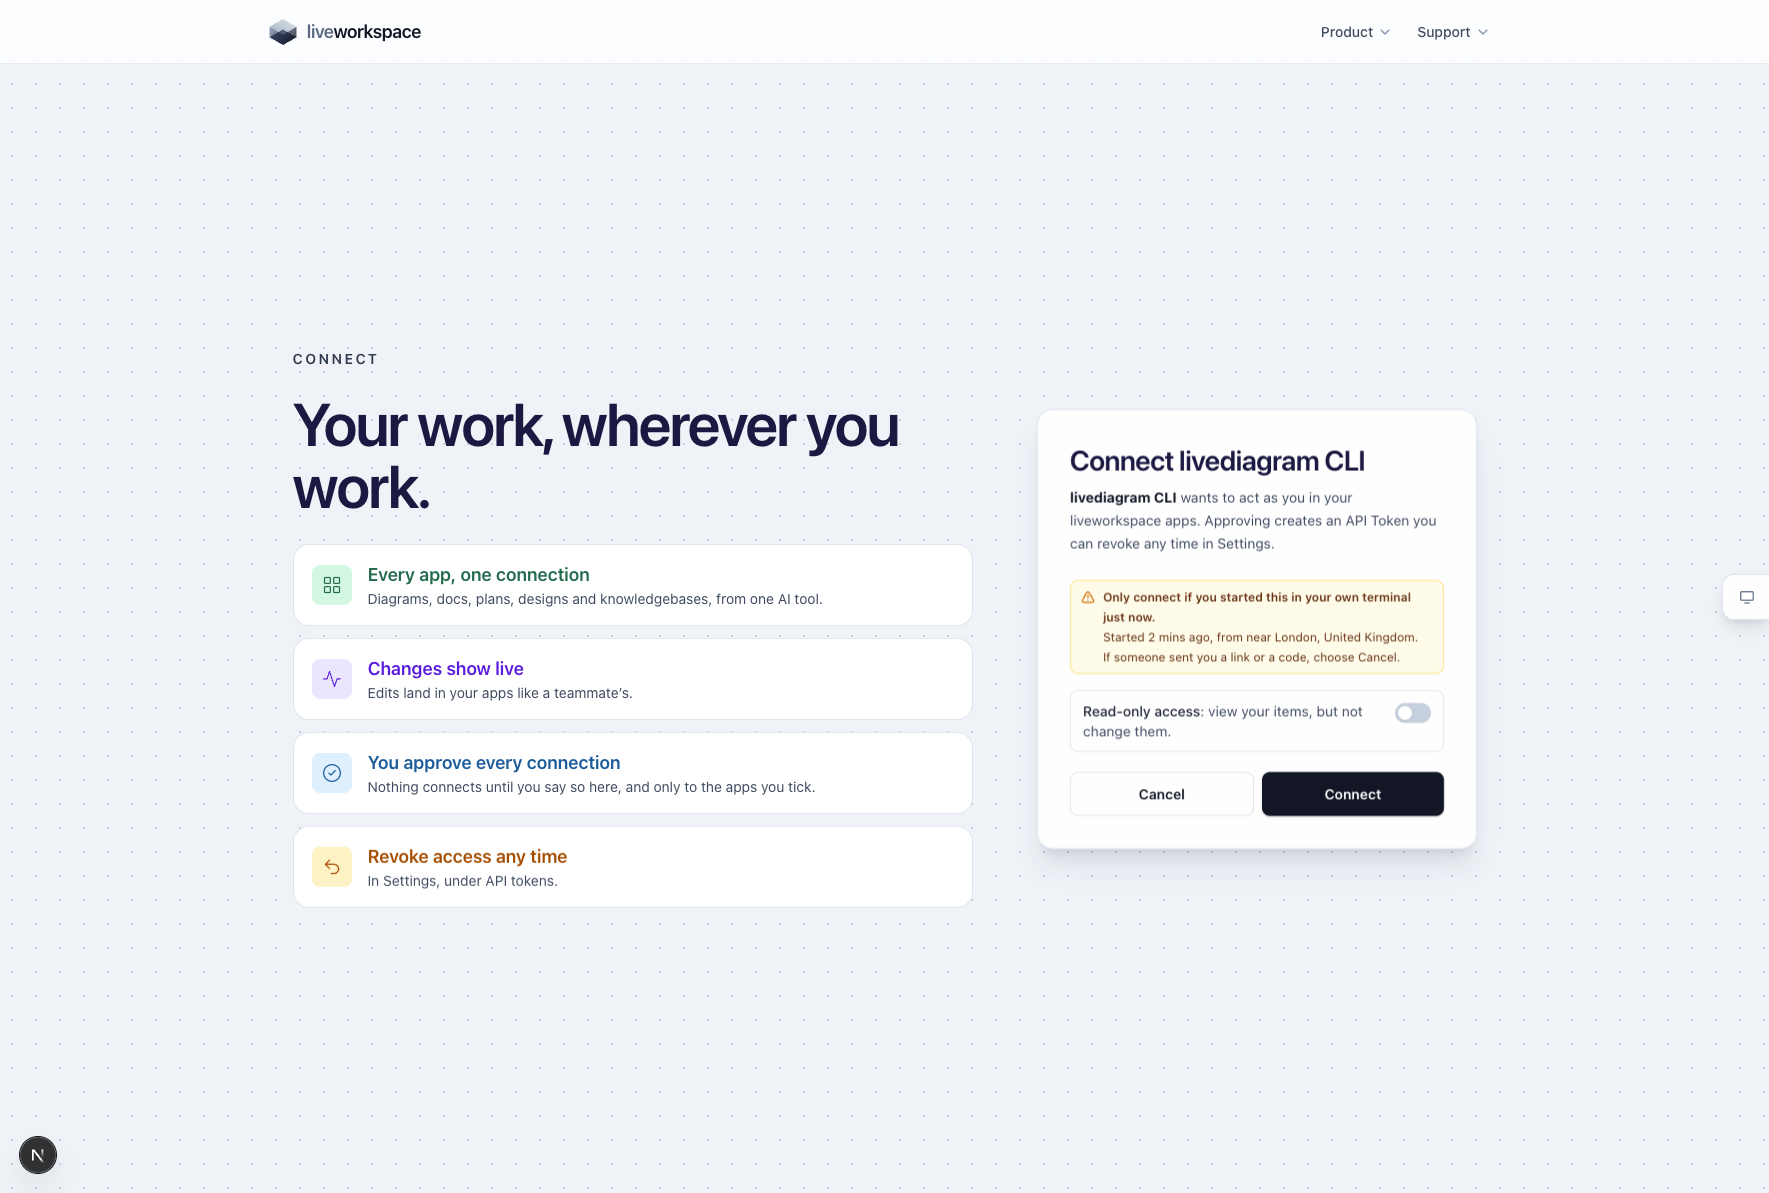 liveworkspace
Product
Support
CONNECT
Your work, wherever you
work.
Every app, one connection
Diagrams, docs, plans, designs and knowledgebases, from one AI tool.
Changes show live
Edits land in your apps like a teammate's.
You approve every connection
Nothing connects until you say so here, and only to the apps you tick.
Revoke access any time
In Settings, under API tokens.
Connect livediagram CLI
livediagram CLI wants to act as you in your
liveworkspace apps. Approving creates an API Token you
can revoke any time in Settings.
Only connect if you started this in your own terminal
just now.
Started 2 mins ago, from near London, United Kingdom.
If someone sent you a link or a code, choose Cancel.
Read-only access: view your items, but not
change them.
Cancel
Connect
N